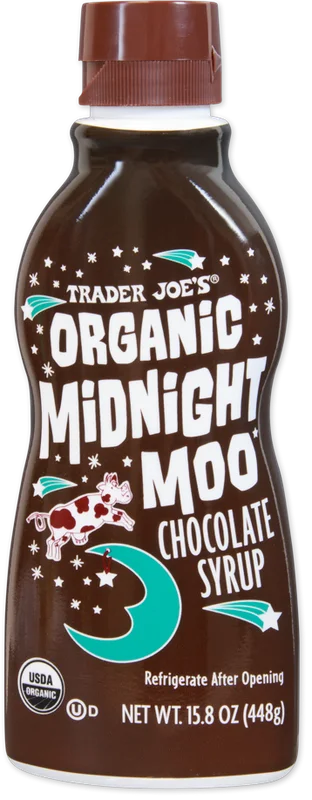 TRADER JOE'S®
ORGANIC
MiDNiGHT
MOO*
CHOCOLATE
SYRUP
Refrigerate After Opening
USDA
ORGANIC
U D
NET WT. 15.8 OZ (448g)